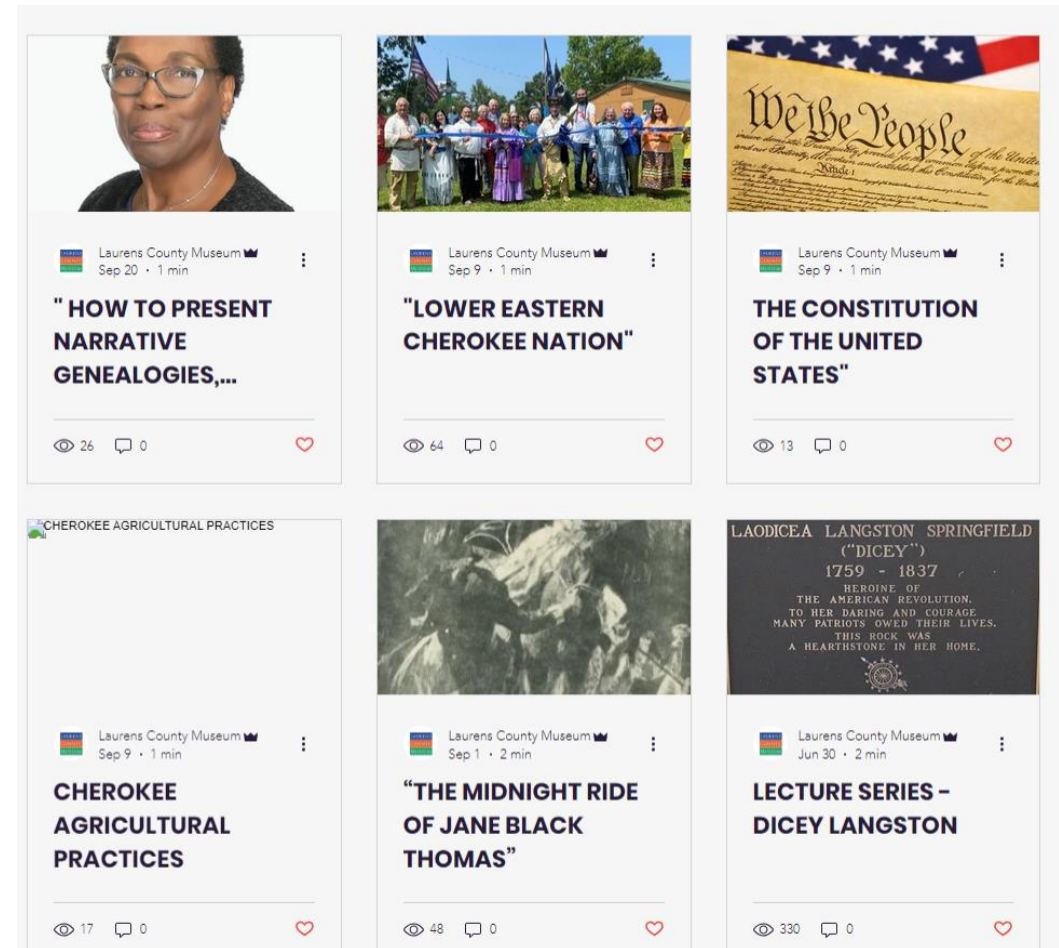 We The People
of the United
Article 1
Laurens County Museum
Sep 20 • 1 min
" HOW TO PRESENT
NARRATIVE
GENEALOGIES,...
26 0
Laurens County Museum
Sep 9 • 1 min
"LOWER EASTERN
CHEROKEE NATION"
64 0
Laurens County Museum
Sep 9 • 1 min
THE CONSTITUTION
OF THE UNITED
STATES"
13 0
CHEROKEE AGRICULTURAL PRACTICES
Laurens County Museum
Sep 9 • 1 min
CHEROKEE
AGRICULTURAL
PRACTICES
17 0
Laurens County Museum
Sep 1 • 2 min
“THE MIDNIGHT RIDE
OF JANE BLACK
THOMAS”
48 0
LAODICEA LANGSTON SPRINGFIELD
("DICEY")
1759 - 1837
HEROINE OF
THE AMERICAN REVOLUTION.
TO HER DARING AND COURAGE
MANY PATRIOTS OWED THEIR LIVES.
THIS ROCK WAS
A HEARTHSTONE IN HER HOME.
Laurens County Museum
Jun 30 • 2 min
LECTURE SERIES -
DICEY LANGSTON
330 0